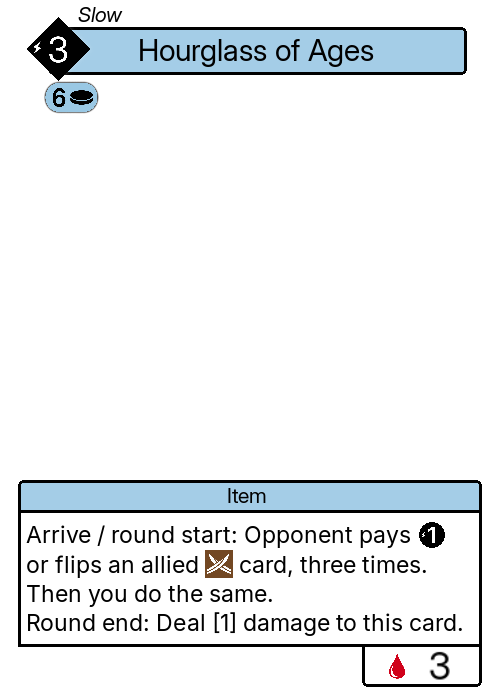 Slow
3 Hourglass of Ages
6
Item
Arrive / round start: Opponent pays 1
or flips an allied card, three times.
Then you do the same.
Round end: Deal [1] damage to this card.
3